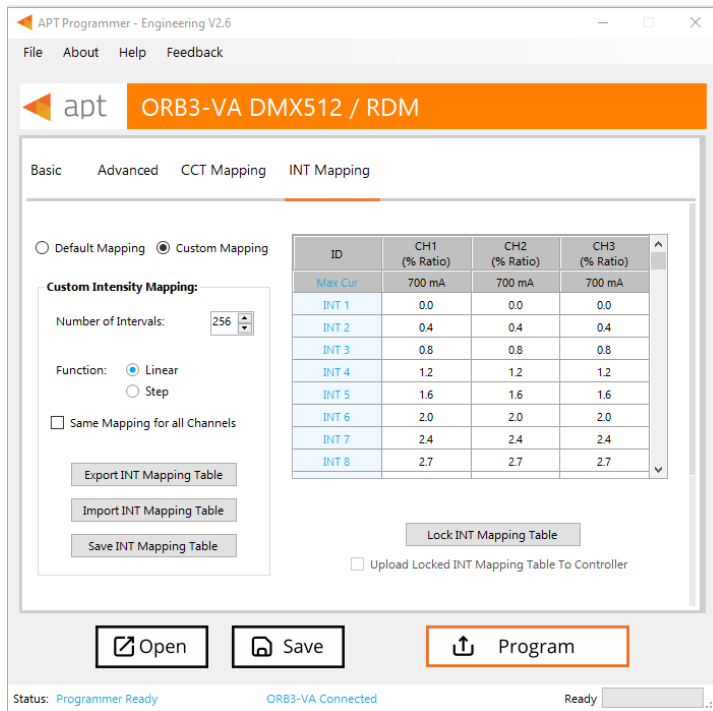 APT Programmer - Engineering V2.6
File About Help Feedback
apt ORB3-VA DMX512 / RDM
Basic Advanced CCT Mapping INT Mapping
Default Mapping Custom Mapping
Custom Intensity Mapping:
Number of Intervals: 256
Function: Linear
Step
Same Mapping for all Channels
Export INT Mapping Table
Import INT Mapping Table
Save INT Mapping Table
ID CH1 (% Ratio) CH2 (% Ratio) CH3 (% Ratio)
Max Cur 700 mA 700 mA 700 mA
INT 1 0.0 0.0 0.0
INT 2 0.4 0.4 0.4
INT 3 0.8 0.8 0.8
INT 4 1.2 1.2 1.2
INT 5 1.6 1.6 1.6
INT 6 2.0 2.0 2.0
INT 7 2.4 2.4 2.4
INT 8 2.7 2.7 2.7
Lock INT Mapping Table
Upload Locked INT Mapping Table To Controller
Open Save Program
Status: Programmer Ready ORB3-VA Connected Ready